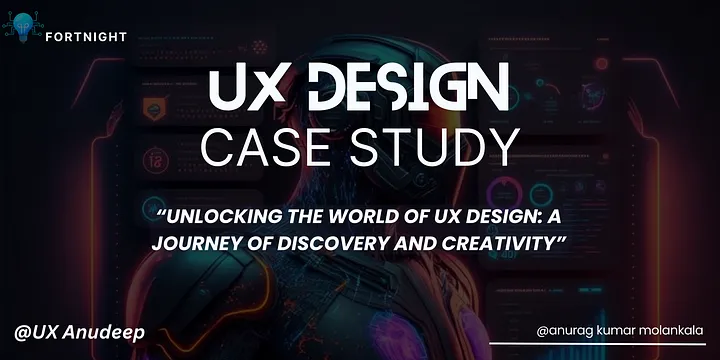 FORTNIGHT
UX DESIGN
CASE STUDY
“UNLOCKING THE WORLD OF UX DESIGN: A
JOURNEY OF DISCOVERY AND CREATIVITY”
@UX Anudeep
@anurag kumar molankala